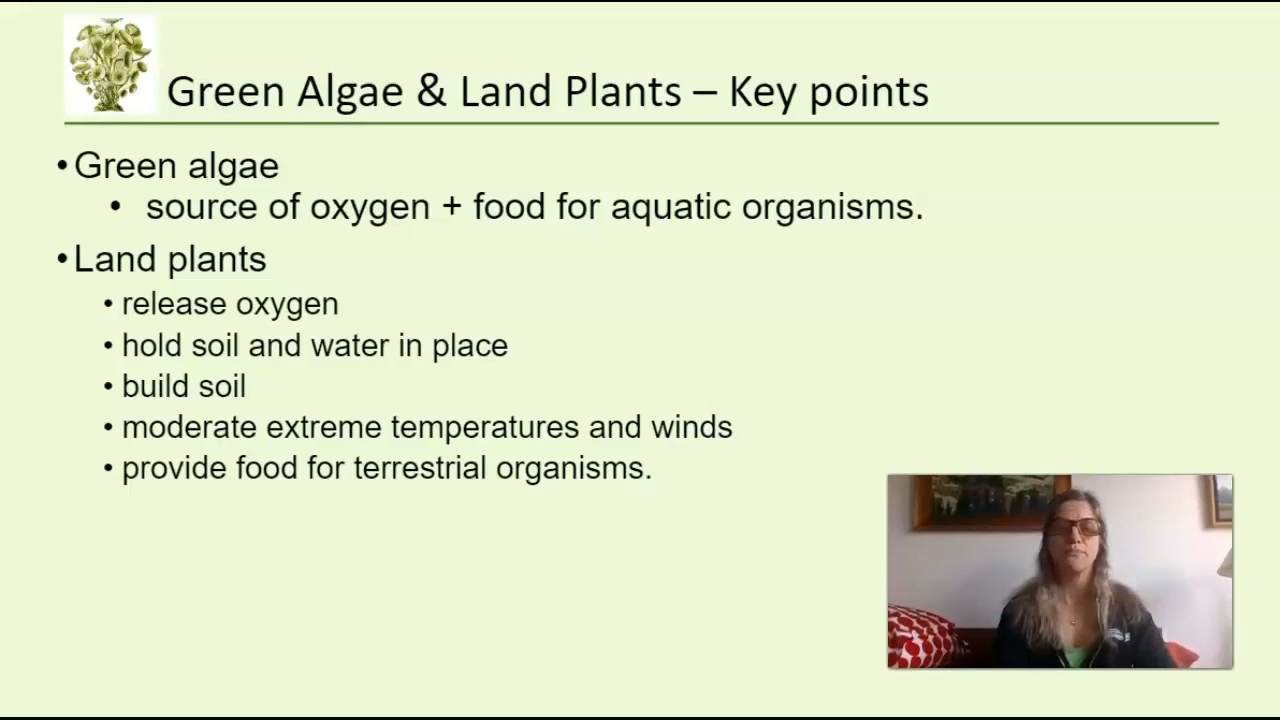 Green Algae & Land Plants – Key points
•Green algae
• source of oxygen + food for aquatic organisms.
•Land plants
• release oxygen
• hold soil and water in place
• build soil
• moderate extreme temperatures and winds
• provide food for terrestrial organisms.